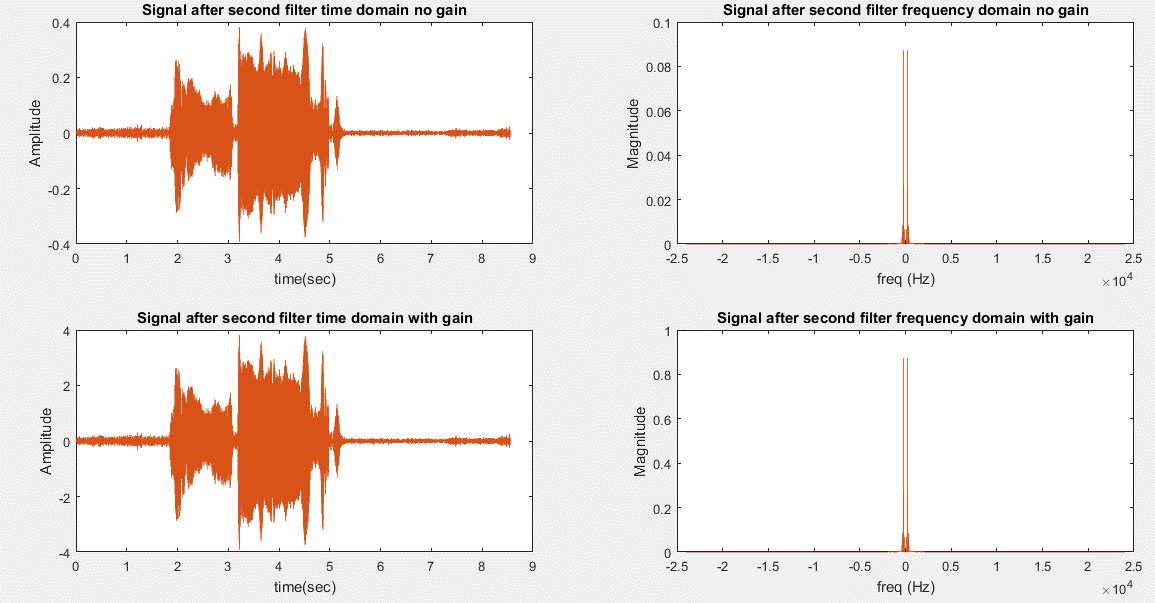 Signal after second filter time domain no gain
0.4
0.2
0
-0.2
-0.4
Amplitude
0 1 2 3 4 5 6 7 8 9
time(sec)
Signal after second filter frequency domain no gain
0.1
0.08
0.06
0.04
0.02
0
Magnitude
-2.5 -2 -1.5 -1 -0.5 0 0.5 1 1.5 2 2.5
freq (Hz)
×10⁴
Signal after second filter time domain with gain
4
2
0
-2
-4
Amplitude
0 1 2 3 4 5 6 7 8 9
time(sec)
Signal after second filter frequency domain with gain
1
0.8
0.6
0.4
0.2
0
Magnitude
-2.5 -2 -1.5 -1 -0.5 0 0.5 1 1.5 2 2.5
freq (Hz)
×10⁴